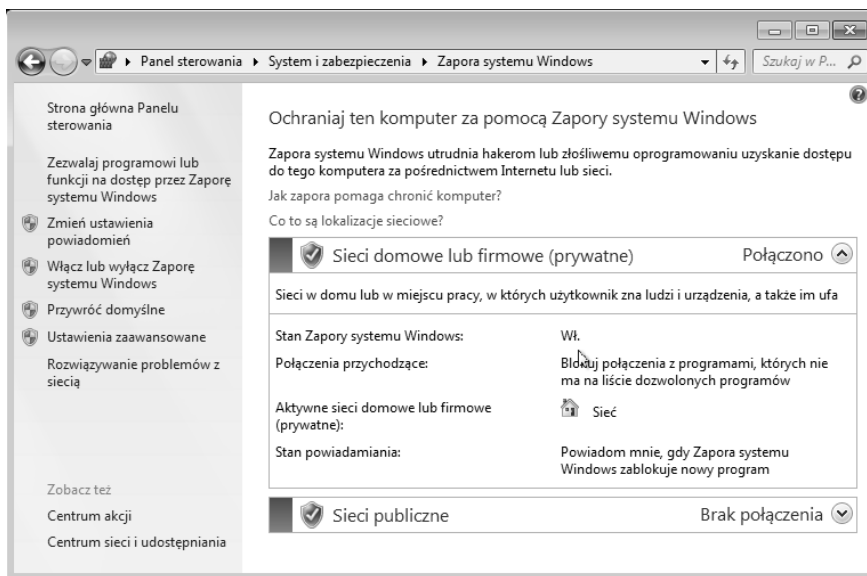 Panel sterowania ▸ System i zabezpieczenia ▸ Zapora systemu Windows
Szukaj w P...
Strona główna Panelu
sterowania
Zezwalaj programowi lub
funkcji na dostęp przez Zaporę
systemu Windows
Zmień ustawienia
powiadomień
Włącz lub wyłącz Zaporę
systemu Windows
Przywróć domyślne
Ustawienia zaawansowane
Rozwiązywanie problemów z
siecią
Zobacz też
Centrum akcji
Centrum sieci i udostępniania
Ochraniaj ten komputer za pomocą Zapory systemu Windows
Zapora systemu Windows utrudnia hakerom lub złośliwemu oprogramowaniu uzyskanie dostępu
do tego komputera za pośrednictwem Internetu lub sieci.
Jak zapora pomaga chronić komputer?
Co to są lokalizacje sieciowe?
Sieci domowe lub firmowe (prywatne) Połączono
Sieci w domu lub w miejscu pracy, w których użytkownik zna ludzi i urządzenia, a także im ufa
Stan Zapory systemu Windows: Wł.
Połączenia przychodzące: Blokuj połączenia z programami, których nie
ma na liście dozwolonych programów
Aktywne sieci domowe lub firmowe
(prywatne): Sieć
Stan powiadamiania: Powiadom mnie, gdy Zapora systemu
Windows zablokuje nowy program
Sieci publiczne Brak połączenia